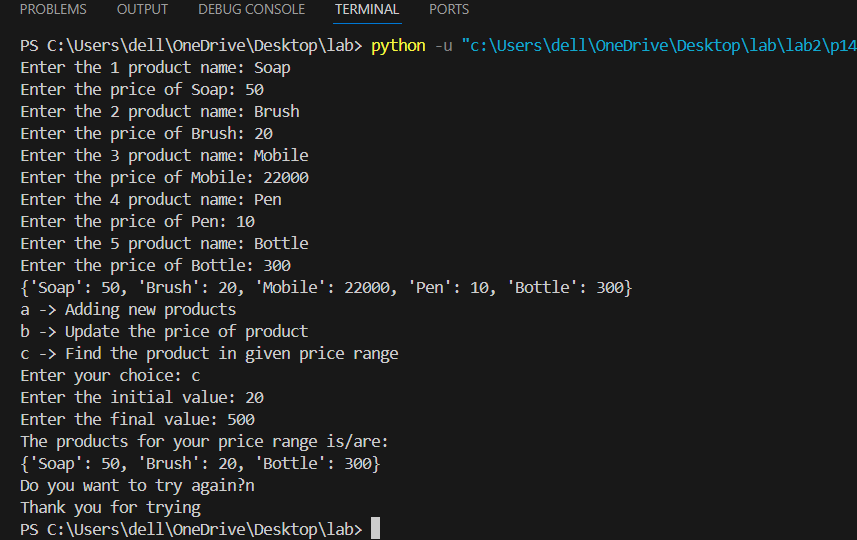 PROBLEMS OUTPUT DEBUG CONSOLE TERMINAL PORTS
PS C:\Users\dell\OneDrive\Desktop\lab> python -u "c:\Users\dell\OneDrive\Desktop\lab\lab2\p14
Enter the 1 product name: Soap
Enter the price of Soap: 50
Enter the 2 product name: Brush
Enter the price of Brush: 20
Enter the 3 product name: Mobile
Enter the price of Mobile: 22000
Enter the 4 product name: Pen
Enter the price of Pen: 10
Enter the 5 product name: Bottle
Enter the price of Bottle: 300
{'Soap': 50, 'Brush': 20, 'Mobile': 22000, 'Pen': 10, 'Bottle': 300}
a -> Adding new products
b -> Update the price of product
c -> Find the product in given price range
Enter your choice: c
Enter the initial value: 20
Enter the final value: 500
The products for your price range is/are:
{'Soap': 50, 'Brush': 20, 'Bottle': 300}
Do you want to try again?n
Thank you for trying
PS C:\Users\dell\OneDrive\Desktop\lab>